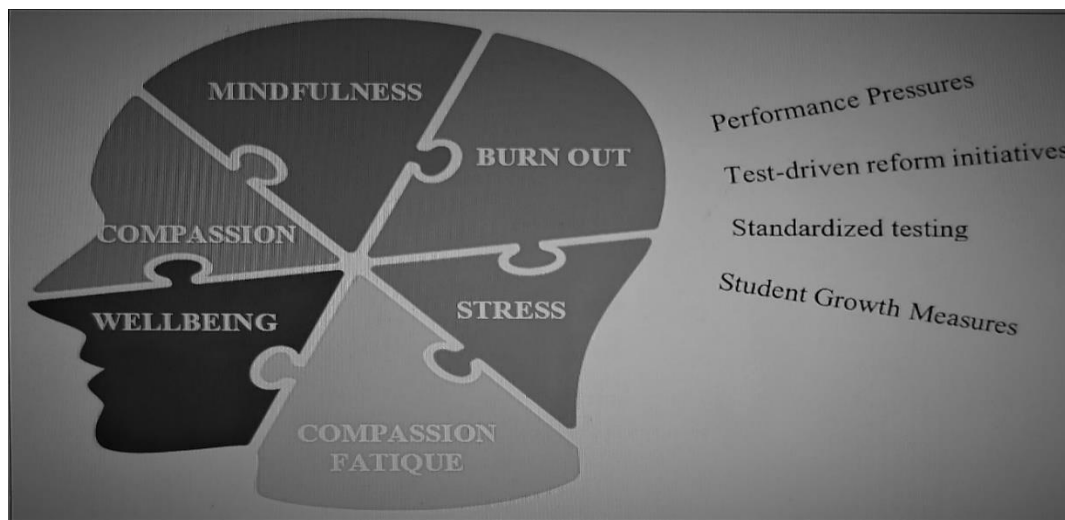 MINDFULNESS
BURN OUT
COMPASSION
WELLBEING
STRESS
COMPASSION
FATIQUE
Performance Pressures
Test-driven reform initiatives
Standardized testing
Student Growth Measures